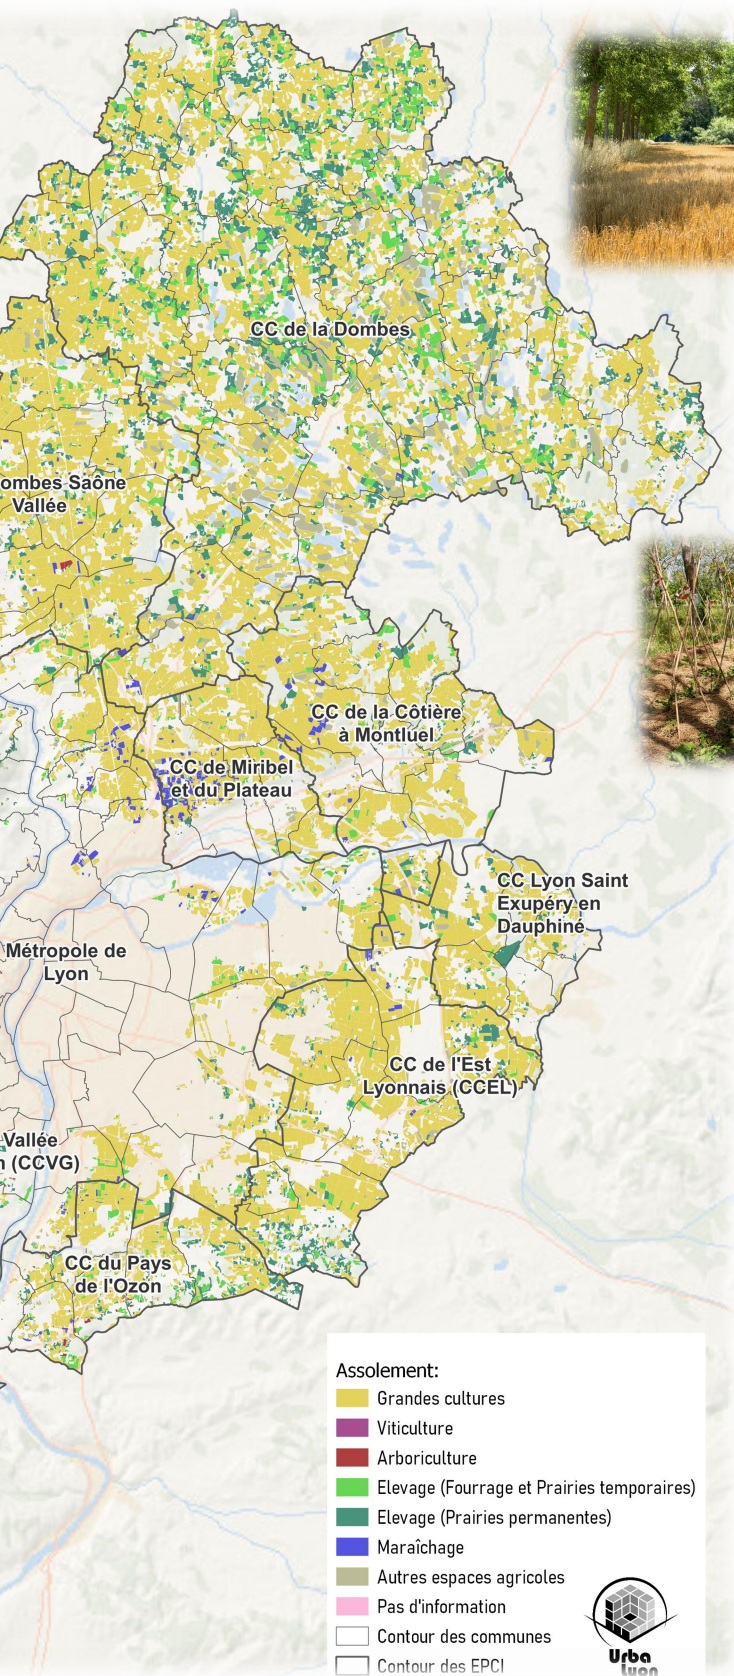 CC de la Dombes
ombes Saône
Vallée
CC de la Côtière
à Montluel
CC de Miribel
et du Plateau
CC Lyon Saint
Exupéry en
Dauphiné
Métropole de
Lyon
CC de l'Est
Lyonnais (CCEL)
Vallée
n (CCVG)
CC du Pays
de l'Ozon
Assolement:
Grandes cultures
Viticulture
Arboriculture
Elevage (Fourrage et Prairies temporaires)
Elevage (Prairies permanentes)
Maraîchage
Autres espaces agricoles
Pas d'information
Contour des communes
Contour des EPCI
Urba
Lyon